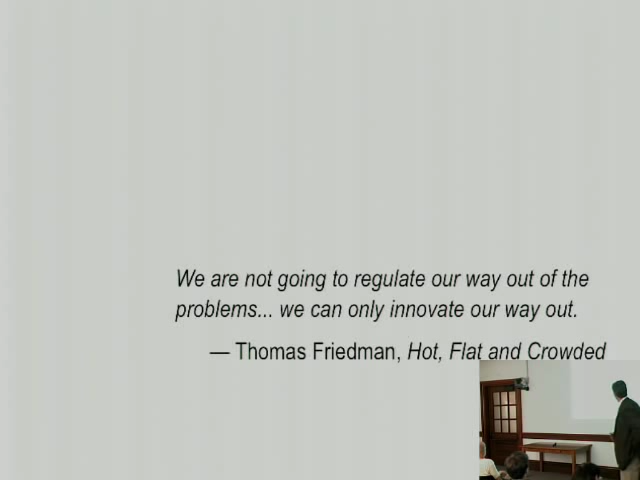 We are not going to regulate our way out of the
problems... we can only innovate our way out.
— Thomas Friedman, Hot, Flat and Crowded